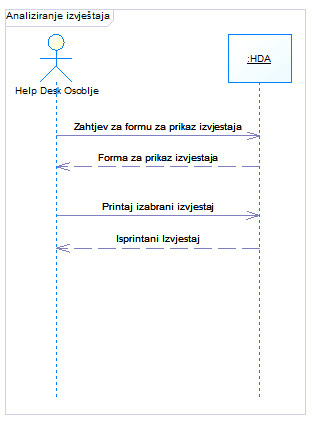 Analiziranje izvještaja
:HDA
Help Desk Osoblje
Zahtjev za formu za prikaz izvjestaja
Forma za prikaz izvjestaja
Printaj izabrani izvjestaj
Isprintani Izvjestaj